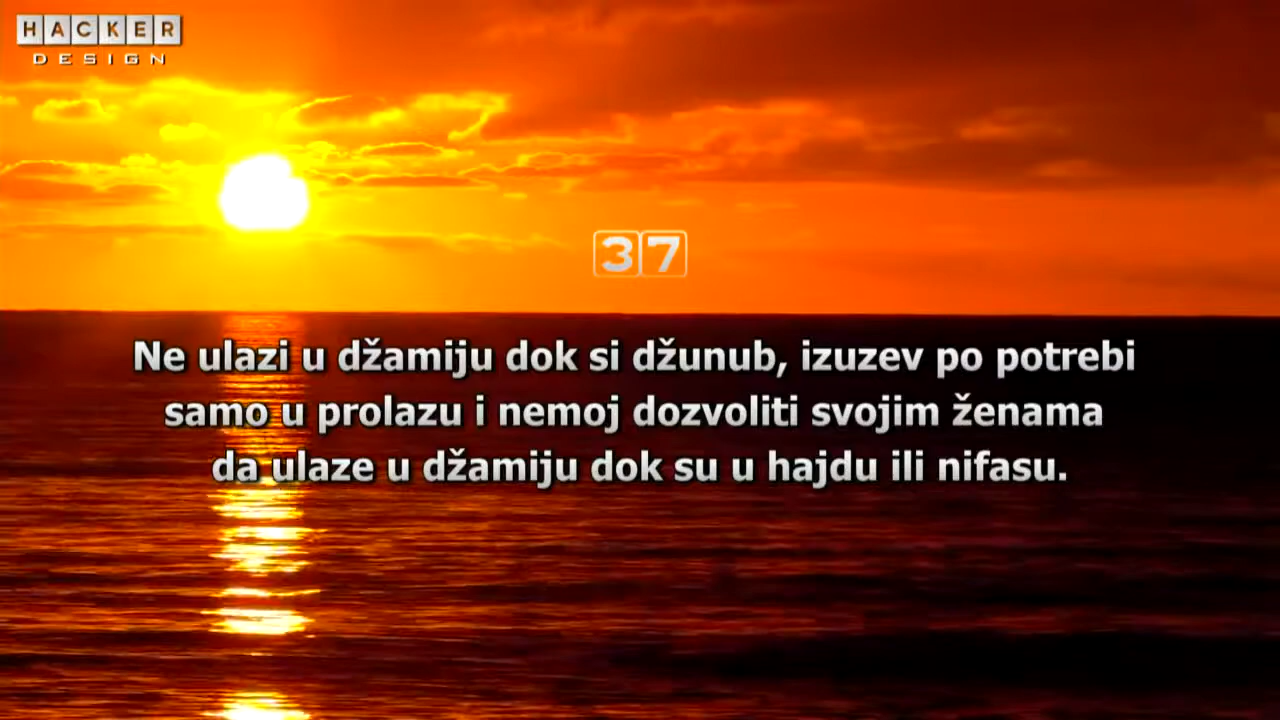 HACKER
DESIGN
37
Ne ulazi u džamiju dok si džunub, izuzev po potrebi
samo u prolazu i nemoj dozvoliti svojim ženama
da ulaze u džamiju dok su u hajdu ili nifasu.